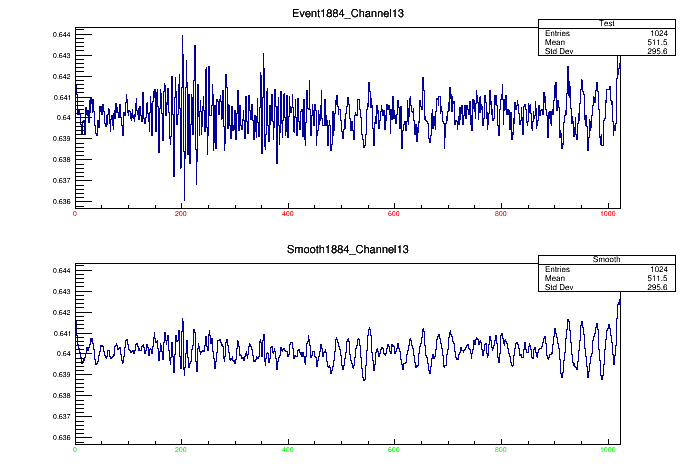 Event1884_Channel13
Test
Entries 1024
Mean 511.5
Std Dev 295.6
0.644
0.643
0.642
0.641
0.64
0.639
0.638
0.637
0.636
0 200 400 600 800 1000
Smooth1884_Channel13
Smooth
Entries 1024
Mean 511.5
Std Dev 295.6
0.644
0.643
0.642
0.641
0.64
0.639
0.638
0.637
0.636
0 200 400 600 800 1000